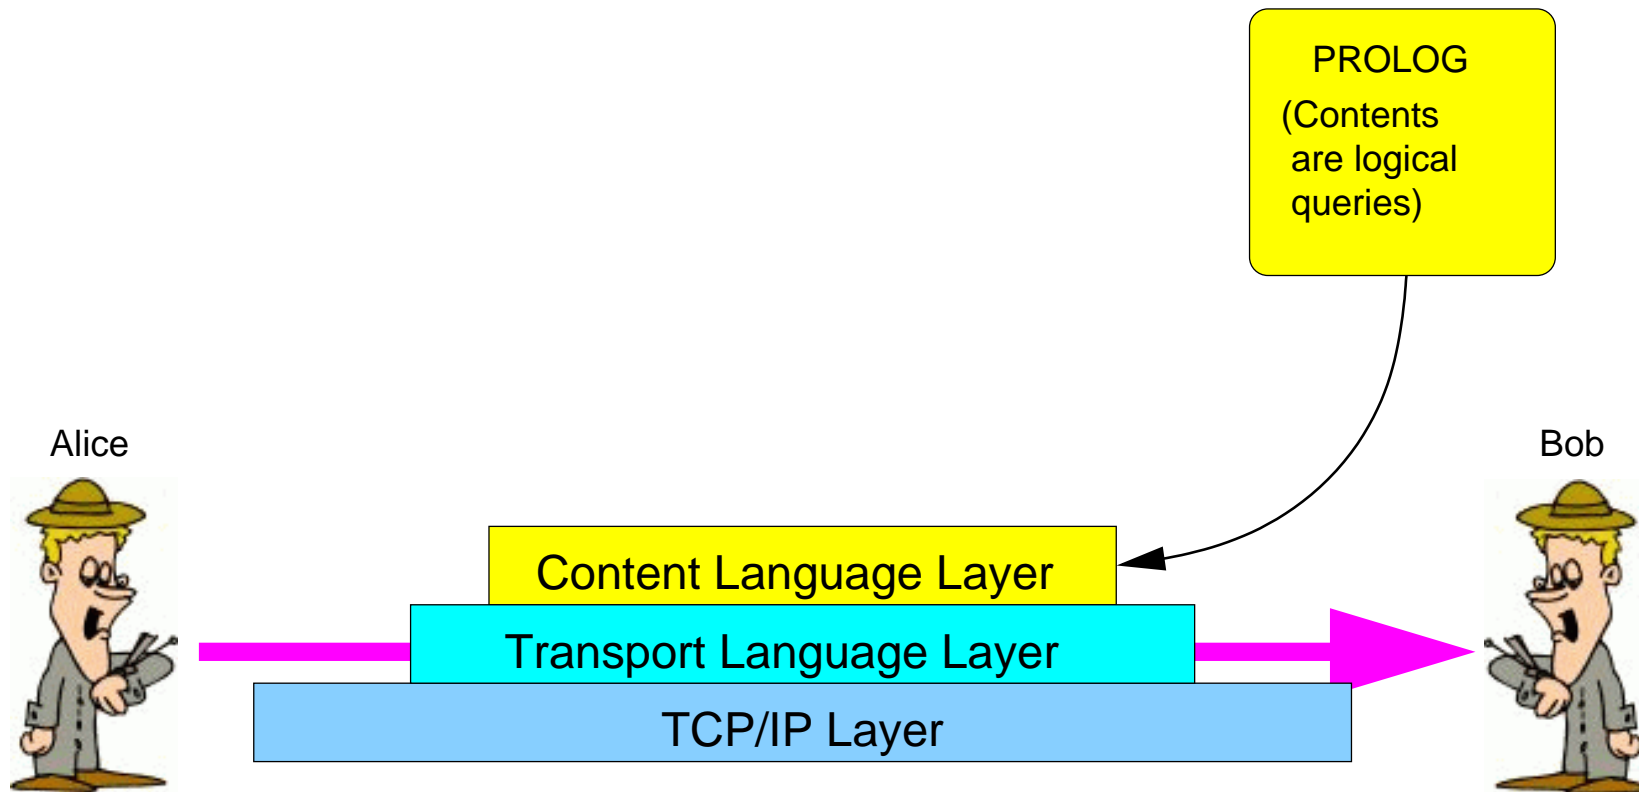 PROLOG
(Contents
are logical
queries)
Alice
Bob
Content Language Layer
Transport Language Layer
TCP/IP Layer